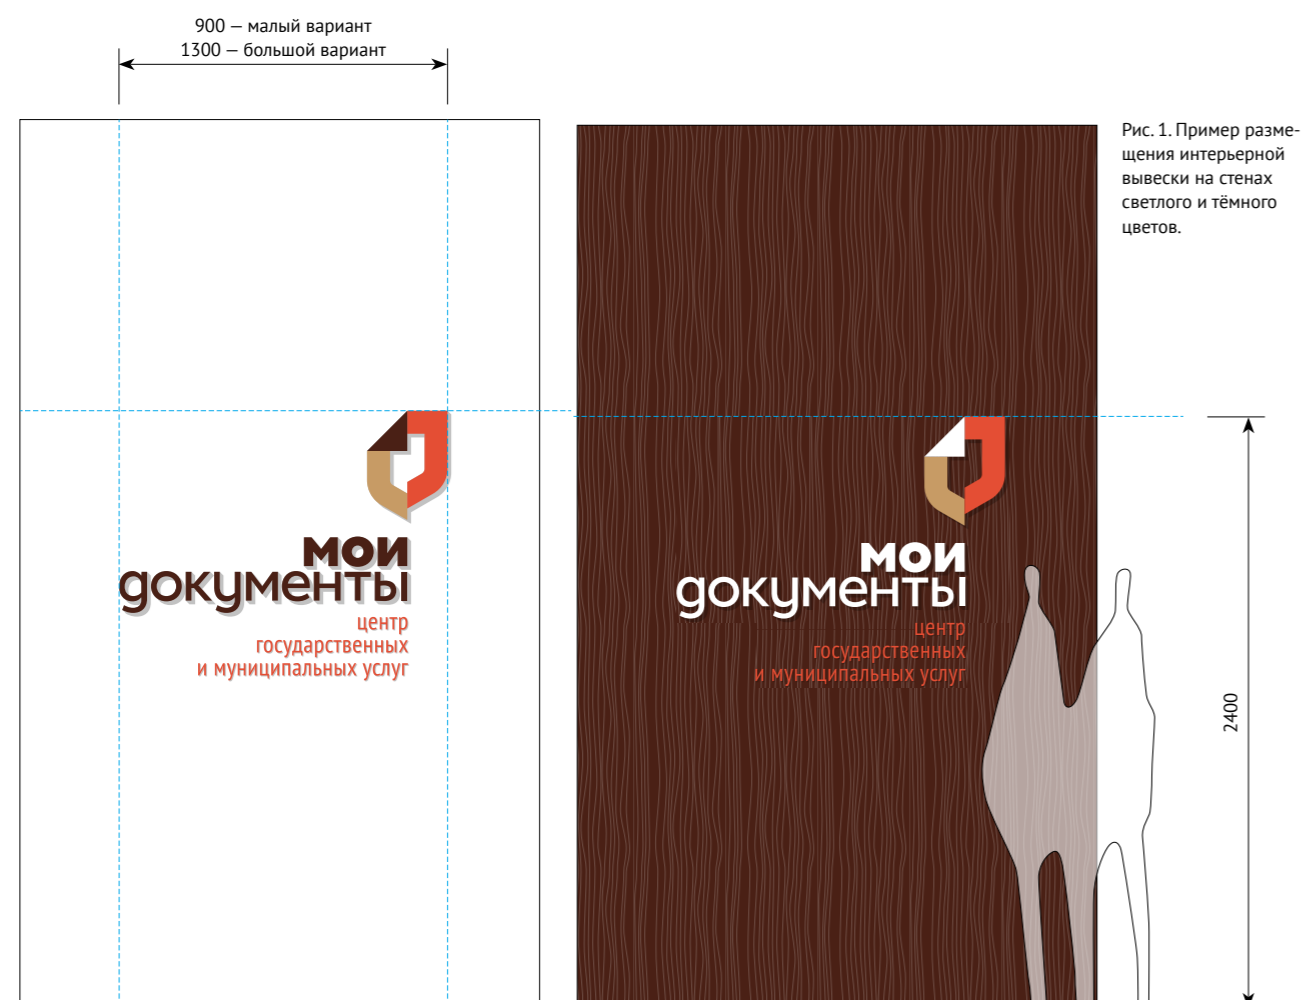 900 — малый вариант
1300 — большой вариант
Рис. 1. Пример разме-
щения интерьерной
вывески на стенах
светлого и тёмного
цветов.
мои
документы
центр
государственных
и муниципальных услуг
мои
документы
центр
государственных
и муниципальных услуг
2400